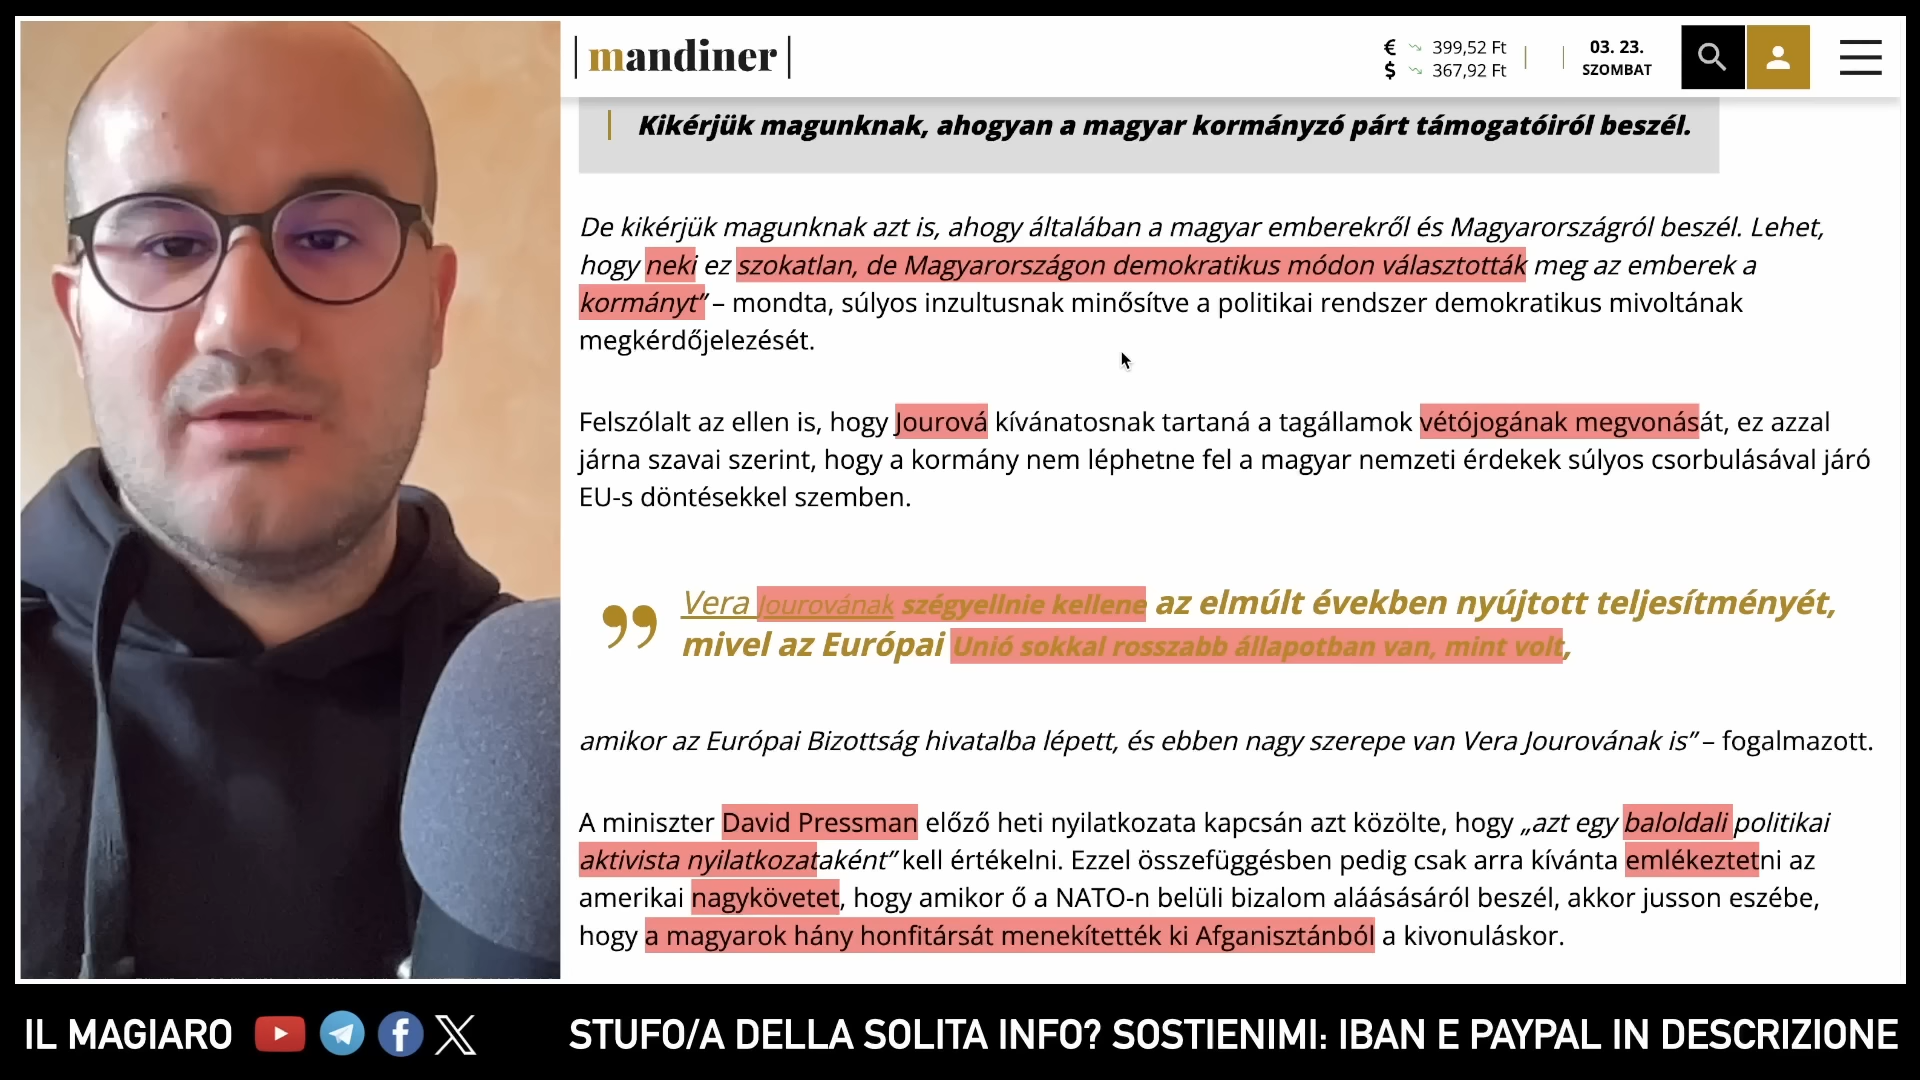 mandiner
€ 399,52 Ft
$ 367,92 Ft
03. 23.
SZOMBAT
Kikérjük magunknak, ahogyan a magyar kormányzó párt támogatóiról beszél.
De kikérjük magunknak azt is, ahogy általában a magyar emberekről és Magyarországról beszél. Lehet,
hogy neki ez szokatlan, de Magyarországon demokratikus módon választották meg az emberek a
kormányt” – mondta, súlyos inzultusnak minősítve a politikai rendszer demokratikus mivoltának
megkérdőjelezését.
Felszólalt az ellen is, hogy Jourová kívánatosnak tartaná a tagállamok vétójogának megvonását, ez azzal
járna szavai szerint, hogy a kormány nem léphetne fel a magyar nemzeti érdekek súlyos csorbulásával járó
EU-s döntésekkel szemben.
” Vera Jourovának szégyellnie kellene az elmúlt években nyújtott teljesítményét,
mivel az Európai Unió sokkal rosszabb állapotban van, mint volt,
amikor az Európai Bizottság hivatalba lépett, és ebben nagy szerepe van Vera Jourovának is” – fogalmazott.
A miniszter David Pressman előző heti nyilatkozata kapcsán azt közölte, hogy „azt egy baloldali politikai
aktivista nyilatkozataként” kell értékelni. Ezzel összefüggésben pedig csak arra kívánta emlékeztetni az
amerikai nagykövetet, hogy amikor ő a NATO-n belüli bizalom aláásásáról beszél, akkor jusson eszébe,
hogy a magyarok hány honfitársát menekítették ki Afganisztánból a kivonuláskor.
IL MAGIARO
STUFO/A DELLA SOLITA INFO? SOSTIENIMI: IBAN E PAYPAL IN DESCRIZIONE